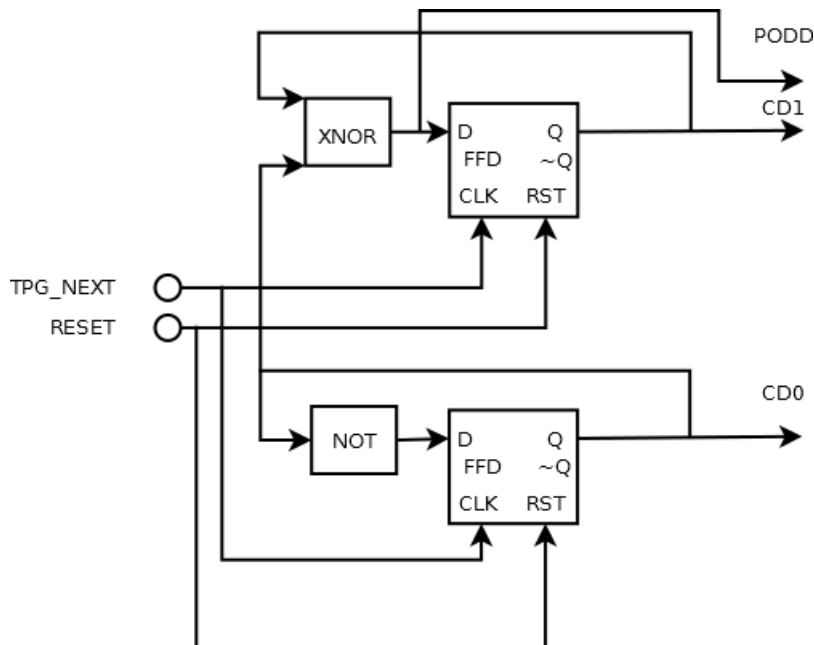 PODD
CD1
XNOR
D Q
FFD ~Q
CLK RST
TPG_NEXT
RESET
CD0
NOT
D Q
FFD ~Q
CLK RST